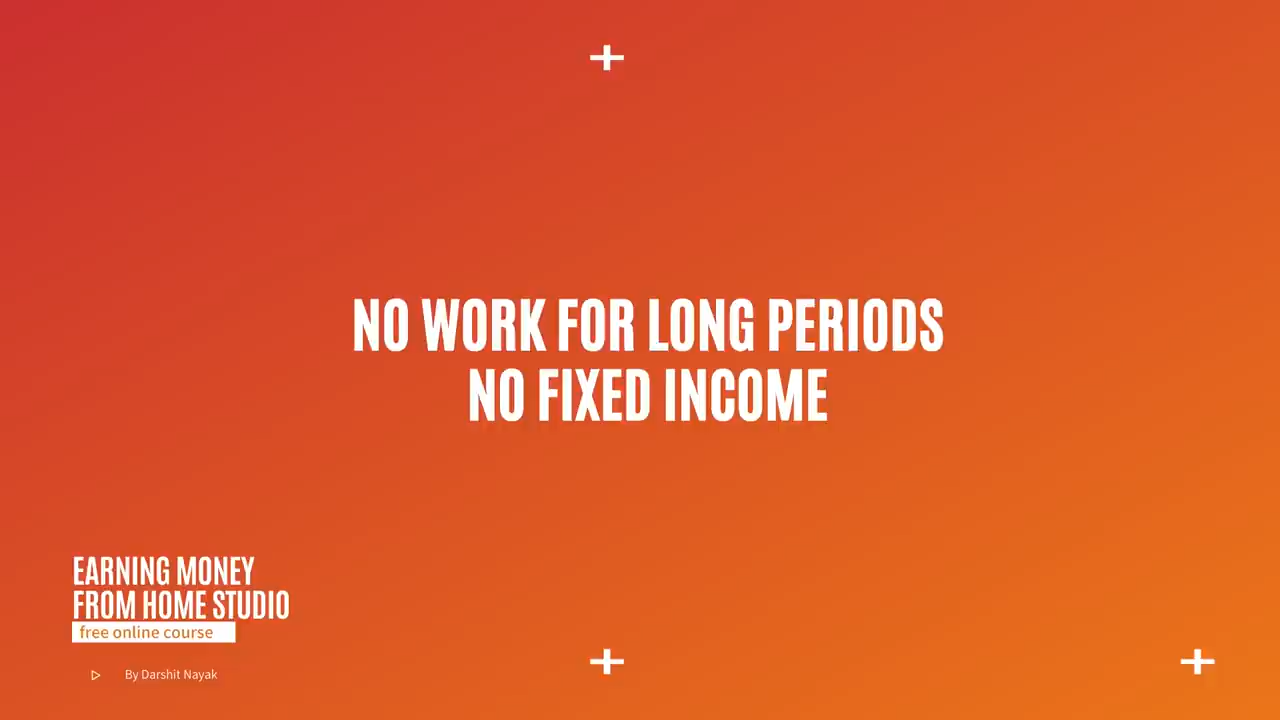 NO WORK FOR LONG PERIODS
NO FIXED INCOME
EARNING MONEY
FROM HOME STUDIO
free online course
By Darshit Nayak